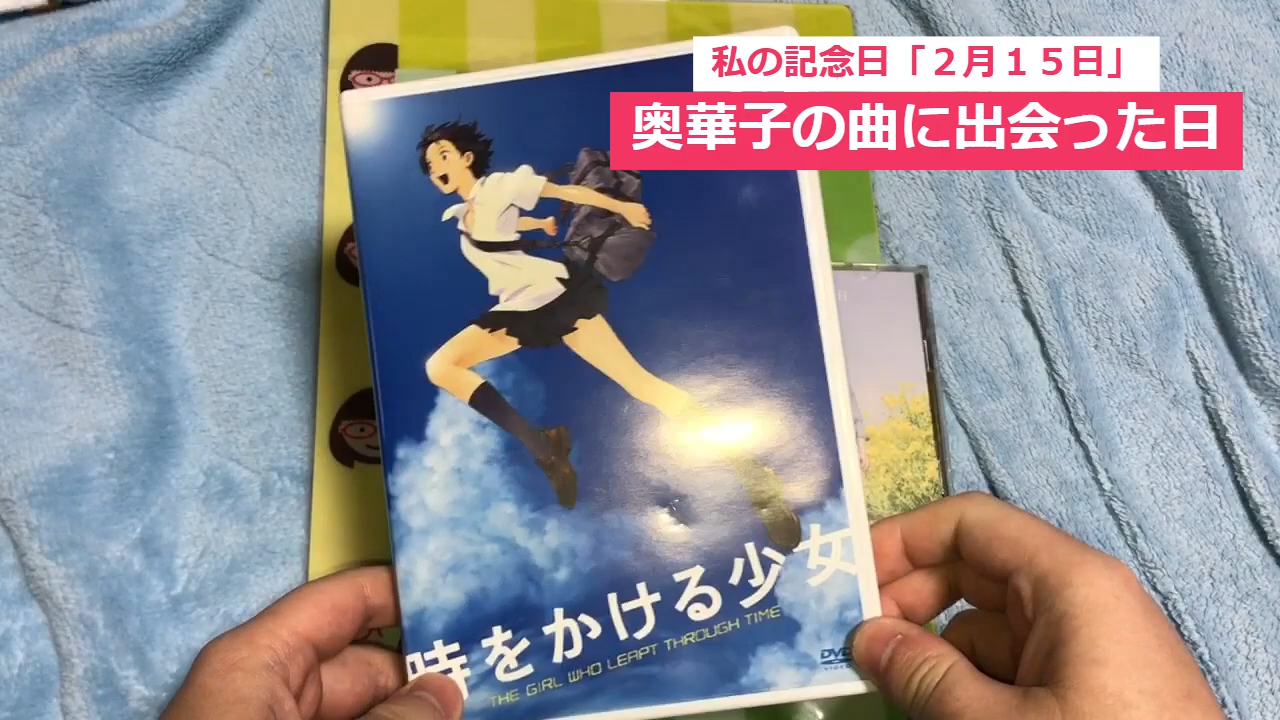 私の記念日「２月１５日」
奥華子の曲に出会った日
時をかける少女
THE GIRL WHO LEAPT THROUGH TIME
DVD
VIDEO